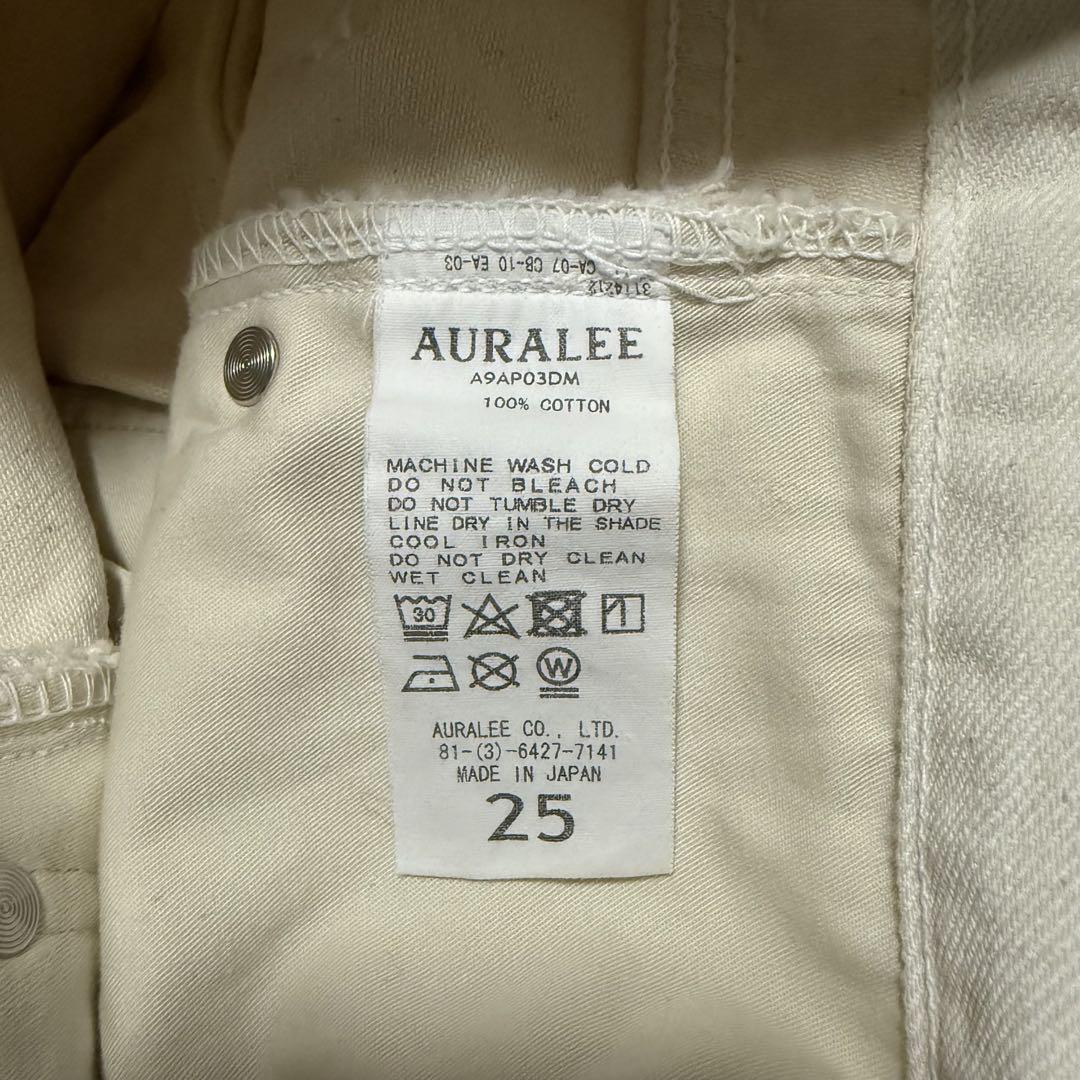 CA-07 CB-10 EA-03
AURALEE
A9AP03DM
100% COTTON
MACHINE WASH COLD
DO NOT BLEACH
DO NOT TUMBLE DRY
LINE DRY IN THE SHADE
COOL IRON
DO NOT DRY CLEAN
WET CLEAN
30
W
AURALEE CO., LTD.
81-(3)-6427-7141
MADE IN JAPAN
25